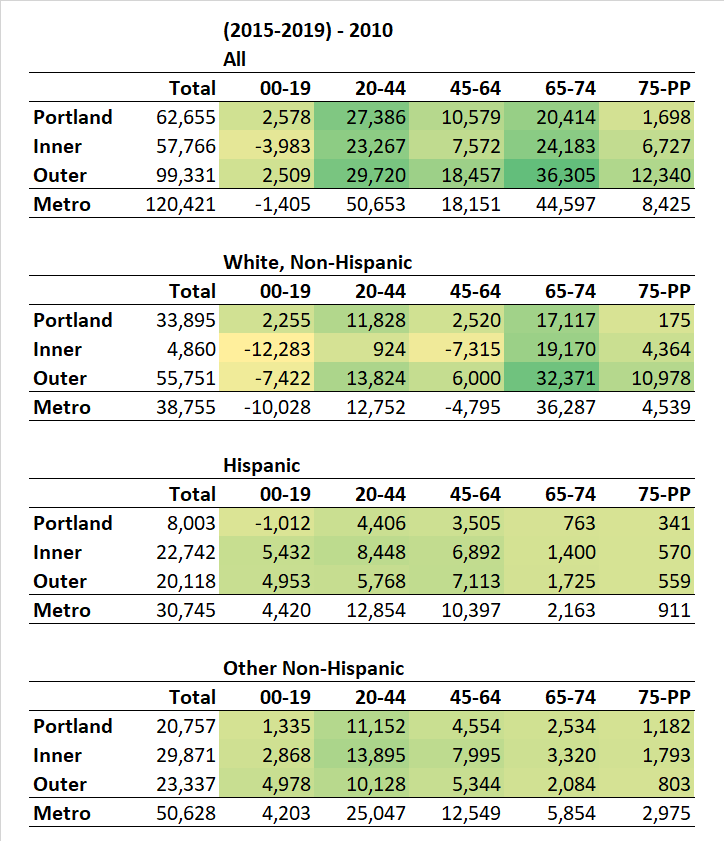 (2015-2019) - 2010
All
Total 00-19 20-44 45-64 65-74 75-PP
Portland 62,655 2,578 27,386 10,579 20,414 1,698
Inner 57,766 -3,983 23,267 7,572 24,183 6,727
Outer 99,331 2,509 29,720 18,457 36,305 12,340
Metro 120,421 -1,405 50,653 18,151 44,597 8,425
White, Non-Hispanic
Total 00-19 20-44 45-64 65-74 75-PP
Portland 33,895 2,255 11,828 2,520 17,117 175
Inner 4,860 -12,283 924 -7,315 19,170 4,364
Outer 55,751 -7,422 13,824 6,000 32,371 10,978
Metro 38,755 -10,028 12,752 -4,795 36,287 4,539
Hispanic
Total 00-19 20-44 45-64 65-74 75-PP
Portland 8,003 -1,012 4,406 3,505 763 341
Inner 22,742 5,432 8,448 6,892 1,400 570
Outer 20,118 4,953 5,768 7,113 1,725 559
Metro 30,745 4,420 12,854 10,397 2,163 911
Other Non-Hispanic
Total 00-19 20-44 45-64 65-74 75-PP
Portland 20,757 1,335 11,152 4,554 2,534 1,182
Inner 29,871 2,868 13,895 7,995 3,320 1,793
Outer 23,337 4,978 10,128 5,344 2,084 803
Metro 50,628 4,203 25,047 12,549 5,854 2,975